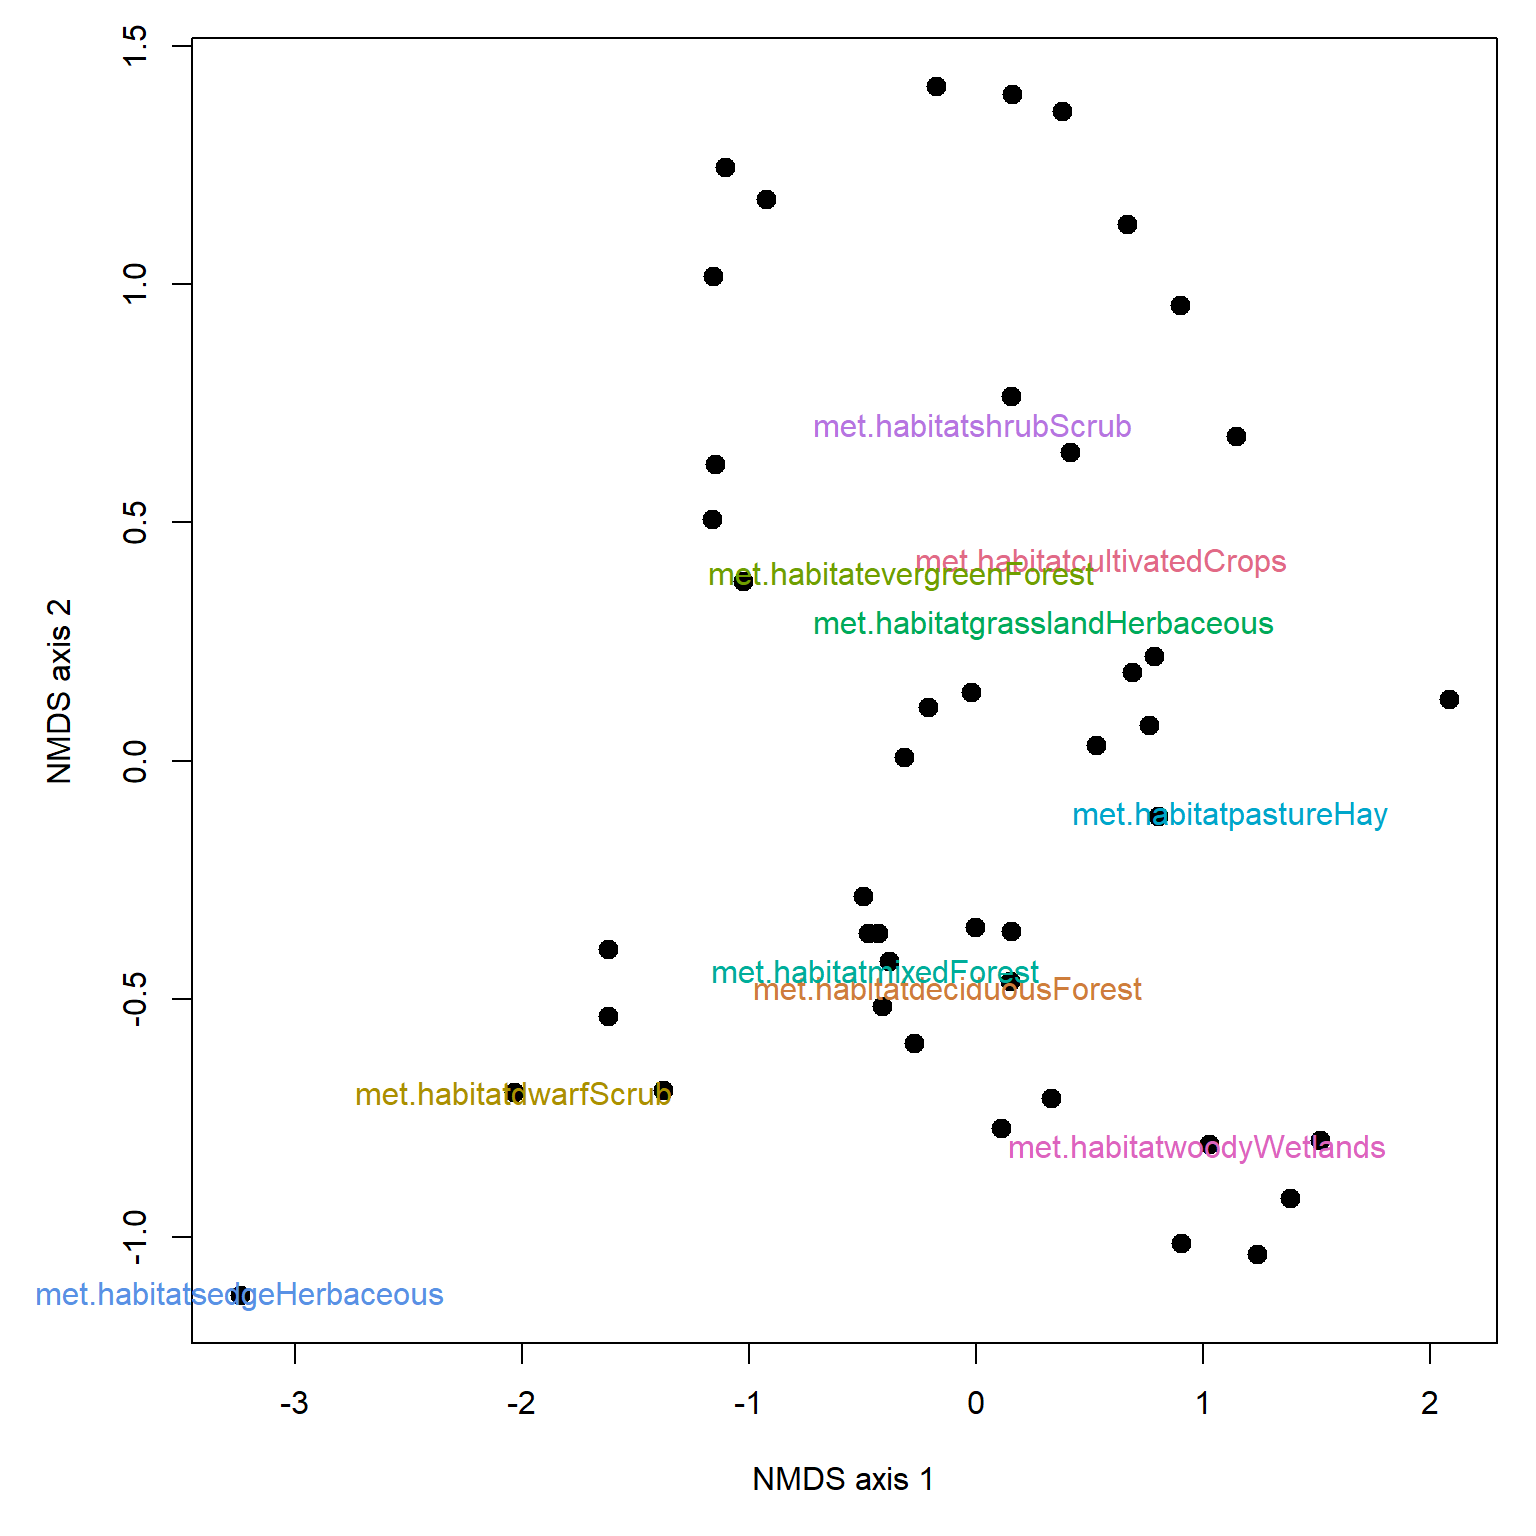 1.5
1.0
0.5
0.0
-0.5
-1.0
NMDS axis 2
met.habitatshrubScrub
met.habitatcultivatedCrops
met.habitatevergreenForest
met.habitatgrasslandHerbaceous
met.habitatpastureHay
met.habitatmixedForest
met.habitatdeciduousForest
met.habitatdwarfScrub
met.habitatwoodyWetlands
met.habitatsedgeHerbaceous
-3 -2 -1 0 1 2
NMDS axis 1